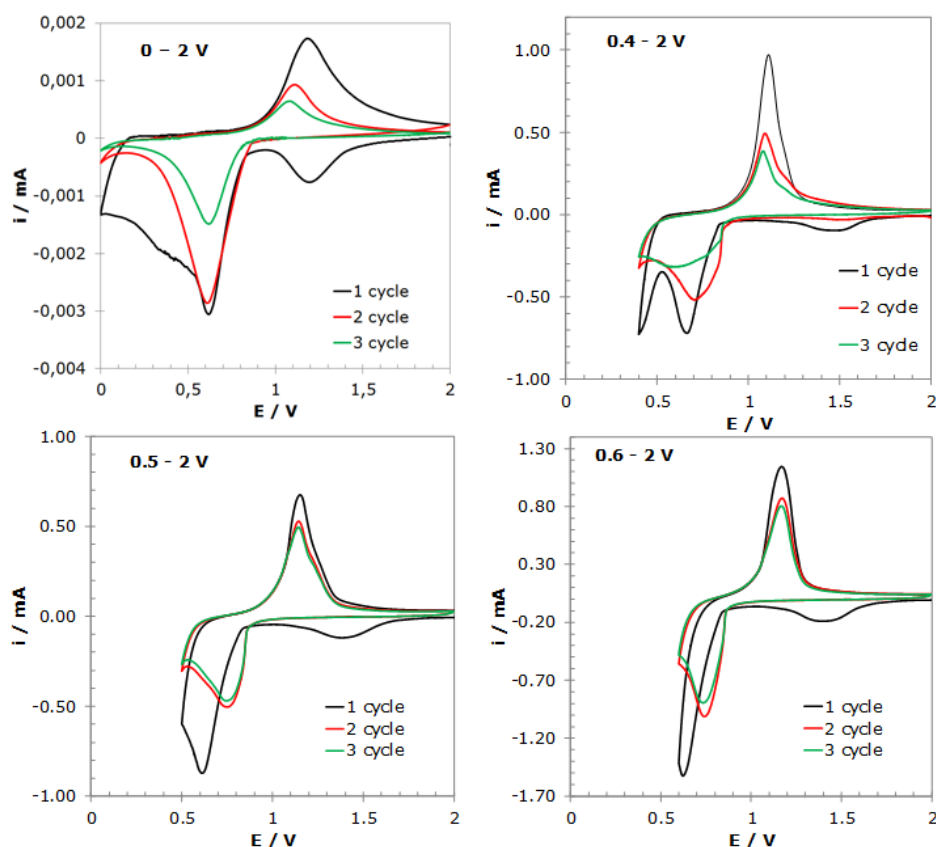 0 – 2 V
0,002
0,001
0
-0,001
-0,002
-0,003
-0,004
i / mA
0
0,5
1
1,5
2
E / V
1 cycle
2 cycle
3 cycle
0.4 - 2 V
1.00
0.50
0.00
-0.50
-1.00
i / mA
0
0.5
1
1.5
2
E / V
1 cycle
2 cycle
3 cycle
0.5 - 2 V
1.00
0.50
0.00
-0.50
-1.00
i / mA
0
0.5
1
1.5
2
E / V
1 cycle
2 cycle
3 cycle
0.6 - 2 V
1.30
0.80
0.30
-0.20
-0.70
-1.20
-1.70
i / mA
0
0.5
1
1.5
2
E / V
1 cycle
2 cycle
3 cycle